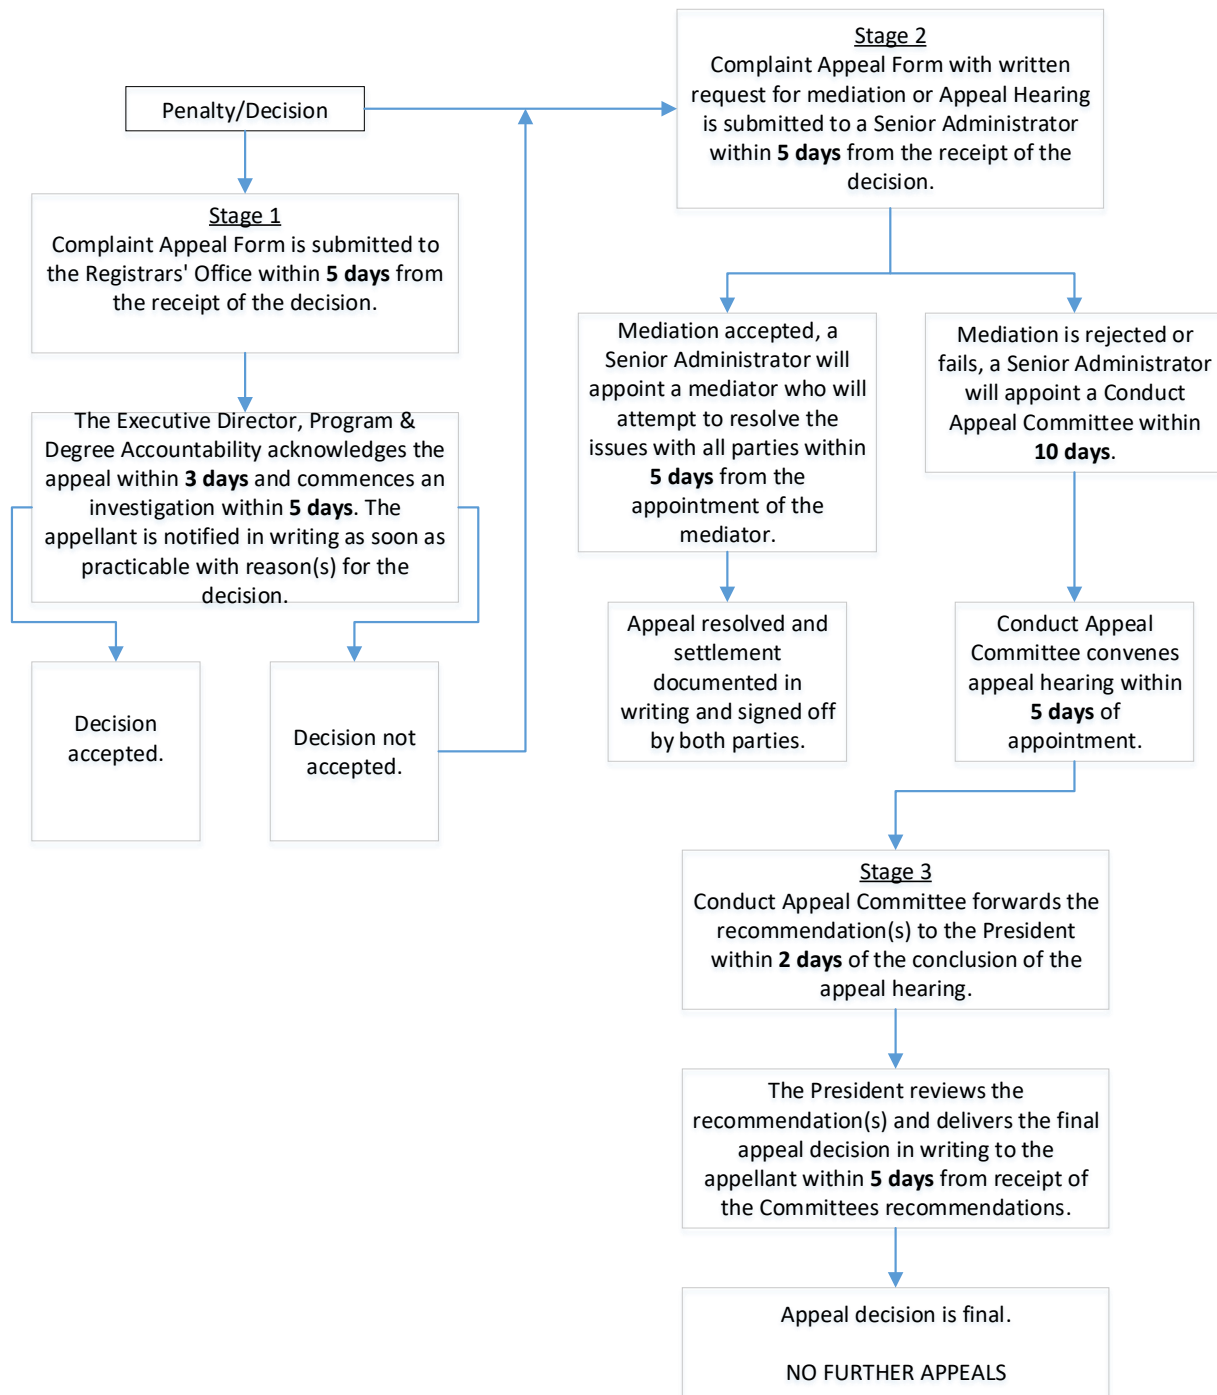 Penalty/Decision
Stage 1
Complaint Appeal Form is submitted to
the Registrars' Office within 5 days from
the receipt of the decision.
The Executive Director, Program &
Degree Accountability acknowledges the
appeal within 3 days and commences an
investigation within 5 days. The
appellant is notified in writing as soon as
practicable with reason(s) for the
decision.
Decision
accepted.
Decision not
accepted.
Stage 2
Complaint Appeal Form with written
request for mediation or Appeal Hearing
is submitted to a Senior Administrator
within 5 days from the receipt of the
decision.
Mediation accepted, a
Senior Administrator will
appoint a mediator who will
attempt to resolve the
issues with all parties within
5 days from the
appointment of the
mediator.
Appeal resolved and
settlement
documented in
writing and signed off
by both parties.
Mediation is rejected or
fails, a Senior Administrator
will appoint a Conduct
Appeal Committee within
10 days.
Conduct Appeal
Committee convenes
appeal hearing within
5 days of
appointment.
Stage 3
Conduct Appeal Committee forwards the
recommendation(s) to the President
within 2 days of the conclusion of the
appeal hearing.
The President reviews the
recommendation(s) and delivers the final
appeal decision in writing to the
appellant within 5 days from receipt of
the Committees recommendations.
Appeal decision is final.
NO FURTHER APPEALS